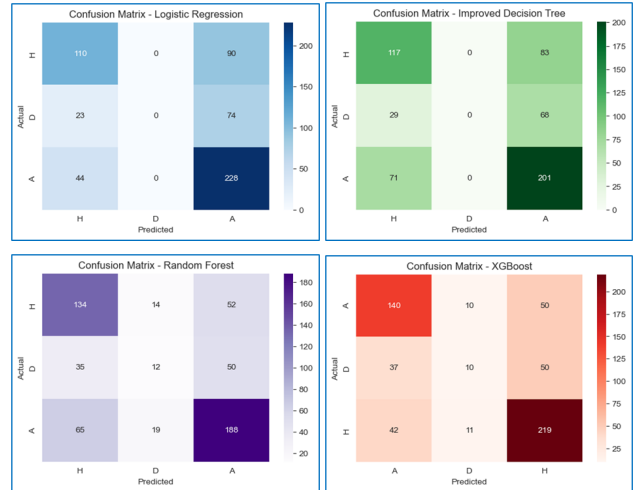 Confusion Matrix - Logistic Regression
H 110 0 90
D 23 0 74
A 44 0 228
H D A
Actual
Predicted
200
150
100
50
0
Confusion Matrix - Improved Decision Tree
H 117 0 83
D 29 0 68
A 71 0 201
H D A
Actual
Predicted
200
175
150
125
100
75
50
25
0
Confusion Matrix - Random Forest
H 134 14 52
D 35 12 50
A 65 19 188
H D A
Actual
Predicted
180
160
140
120
100
80
60
40
20
Confusion Matrix - XGBoost
A 140 10 50
D 37 10 50
H 42 11 219
A D H
Actual
Predicted
200
175
150
125
100
75
50
25